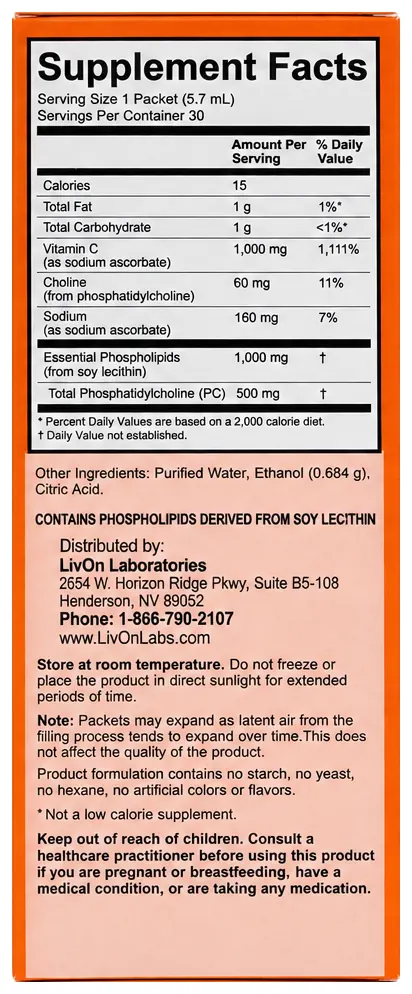 Supplement Facts
Serving Size 1 Packet (5.7 mL)
Servings Per Container 30
Amount Per Serving % Daily Value
Calories 15
Total Fat 1 g 1%*
Total Carbohydrate 1 g <1%*
Vitamin C 1,000 mg 1,111%
(as sodium ascorbate)
Choline 60 mg 11%
(from phosphatidylcholine)
Sodium 160 mg 7%
(as sodium ascorbate)
Essential Phospholipids 1,000 mg †
(from soy lecithin)
Total Phosphatidylcholine (PC) 500 mg †
* Percent Daily Values are based on a 2,000 calorie diet.
† Daily Value not established.
Other Ingredients: Purified Water, Ethanol (0.684 g),
Citric Acid.
CONTAINS PHOSPHOLIPIDS DERIVED FROM SOY LECITHIN
Distributed by:
LivOn Laboratories
2654 W. Horizon Ridge Pkwy, Suite B5-108
Henderson, NV 89052
Phone: 1-866-790-2107
www.LivOnLabs.com
Store at room temperature. Do not freeze or
place the product in direct sunlight for extended
periods of time.
Note: Packets may expand as latent air from the
filling process tends to expand over time.This does
not affect the quality of the product.
Product formulation contains no starch, no yeast,
no hexane, no artificial colors or flavors.
* Not a low calorie supplement.
Keep out of reach of children. Consult a
healthcare practitioner before using this product
if you are pregnant or breastfeeding, have a
medical condition, or are taking any medication.